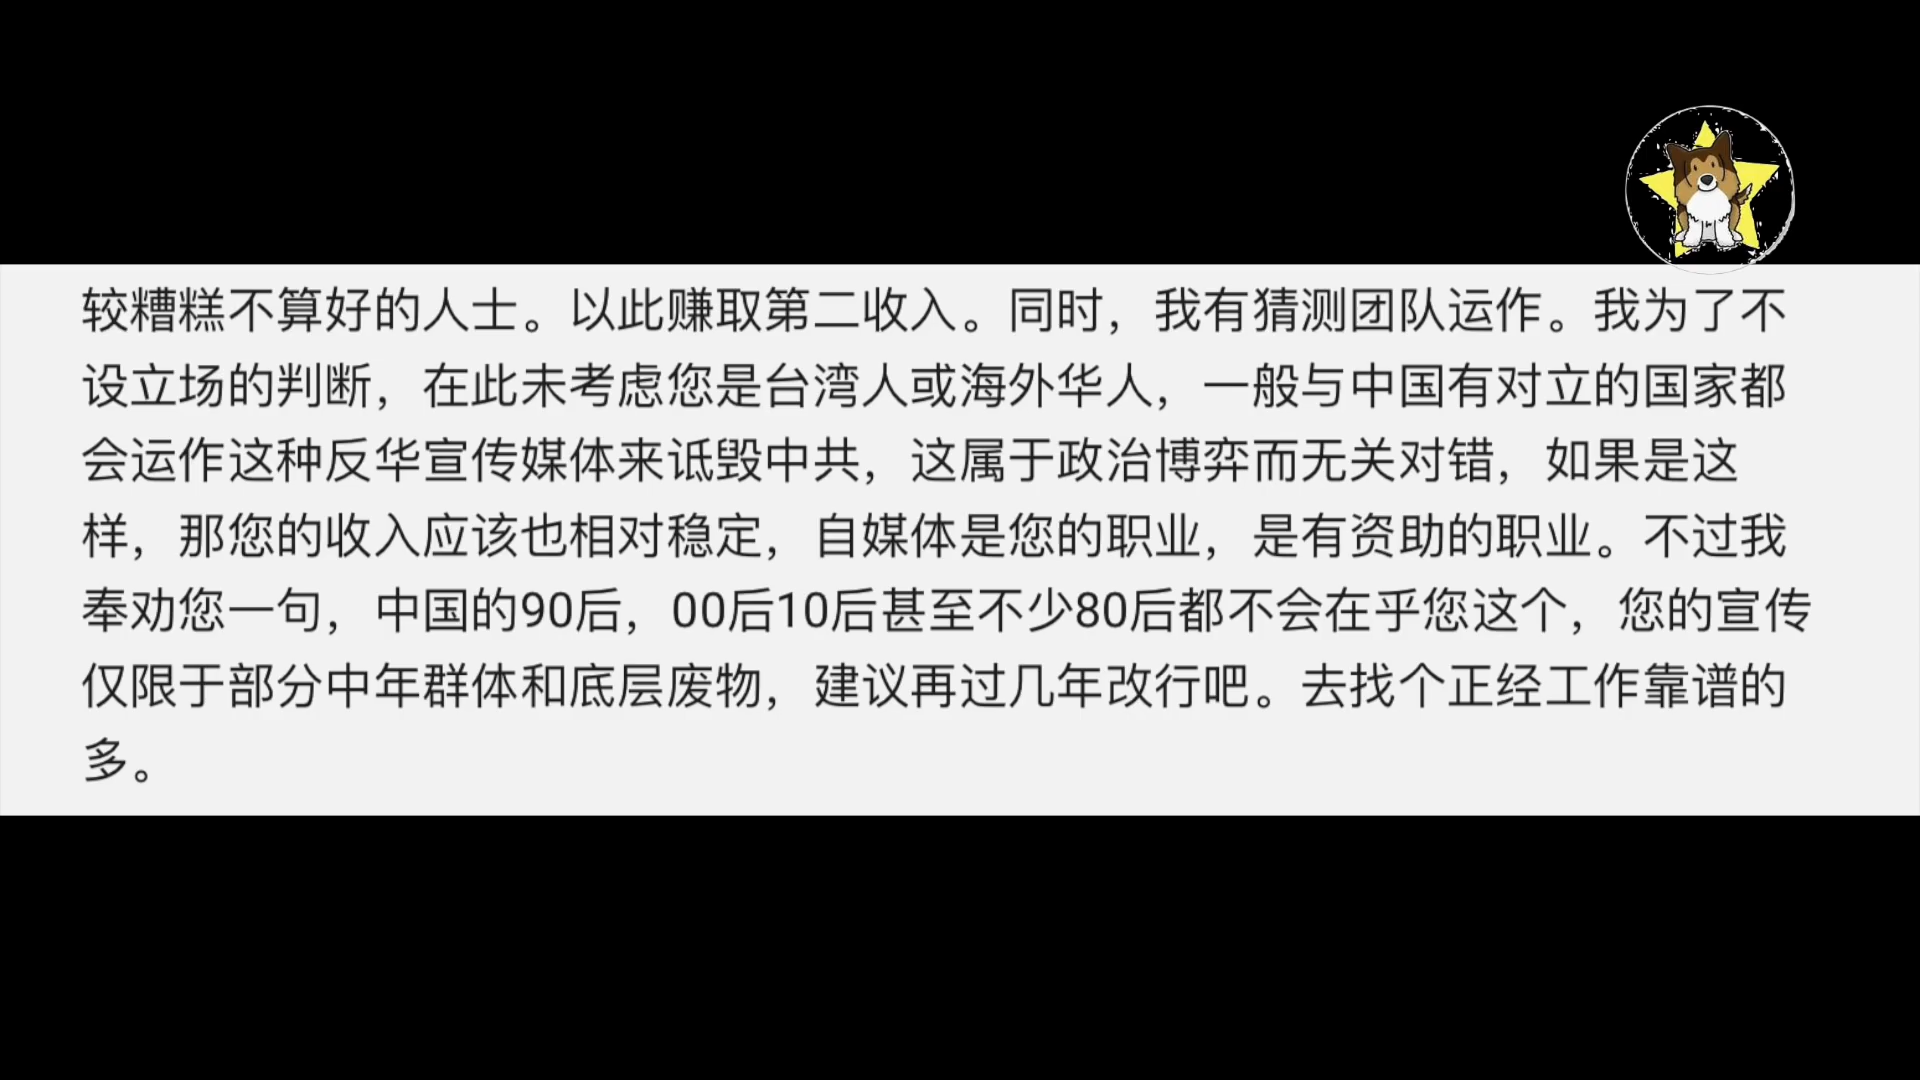 较糟糕不算好的人士。以此赚取第二收入。同时，我有猜测团队运作。我为了不
设立场的判断，在此未考虑您是台湾人或海外华人，一般与中国有对立的国家都
会运作这种反华宣传媒体来诋毁中共，这属于政治博弈而无关对错，如果是这
样，那您的收入应该也相对稳定，自媒体是您的职业，是有资助的职业。不过我
奉劝您一句，中国的90后，00后10后甚至不少80后都不会在乎您这个，您的宣传
仅限于部分中年群体和底层废物，建议再过几年改行吧。去找个正经工作靠谱的
多。